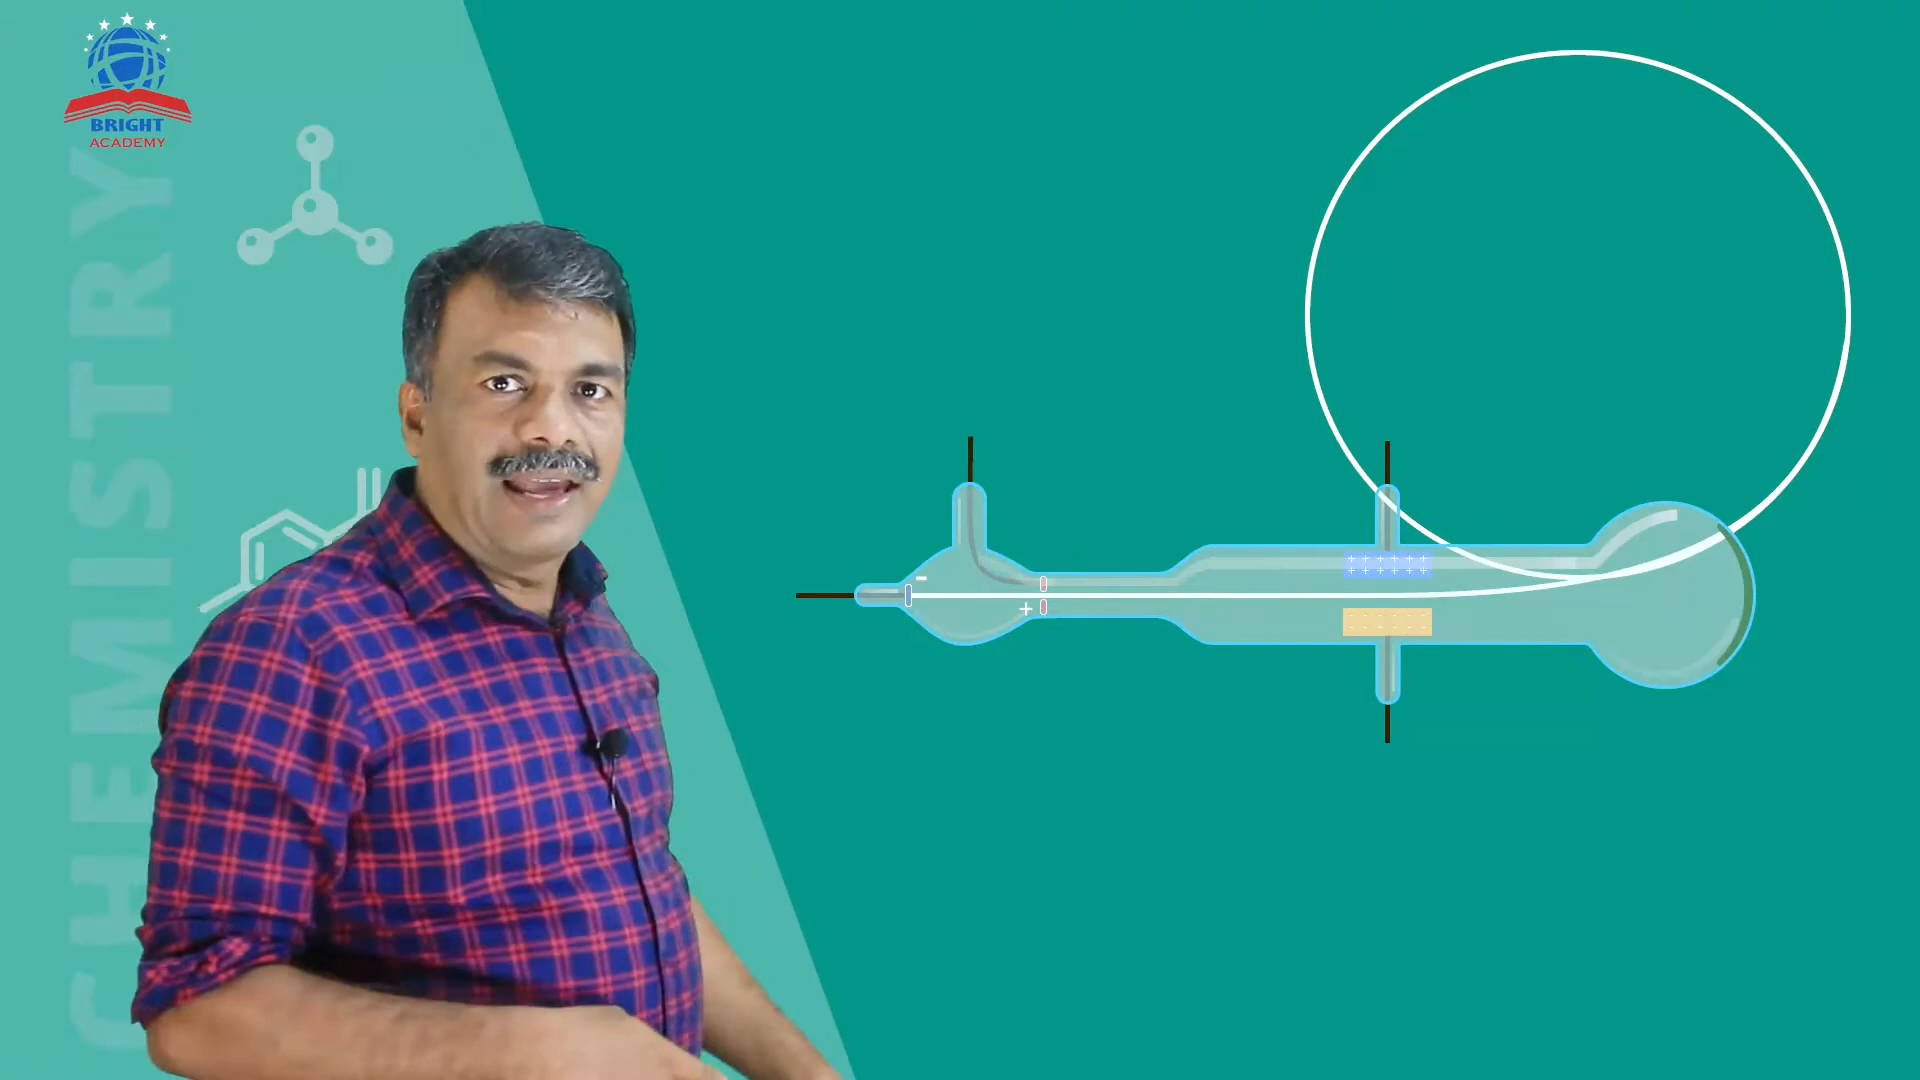 BRIGHT
ACADEMY
CHEMISTRY
-
+
+ + + + + +
+ + + + + +
- - - - - -
- - - - - -